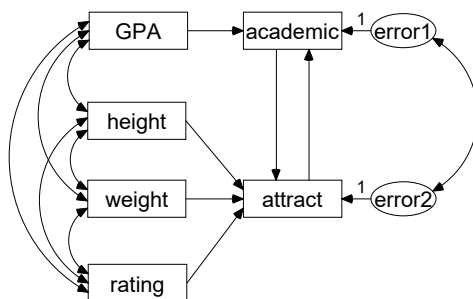 GPA academic 1 error1
height
weight attract 1 error2
rating